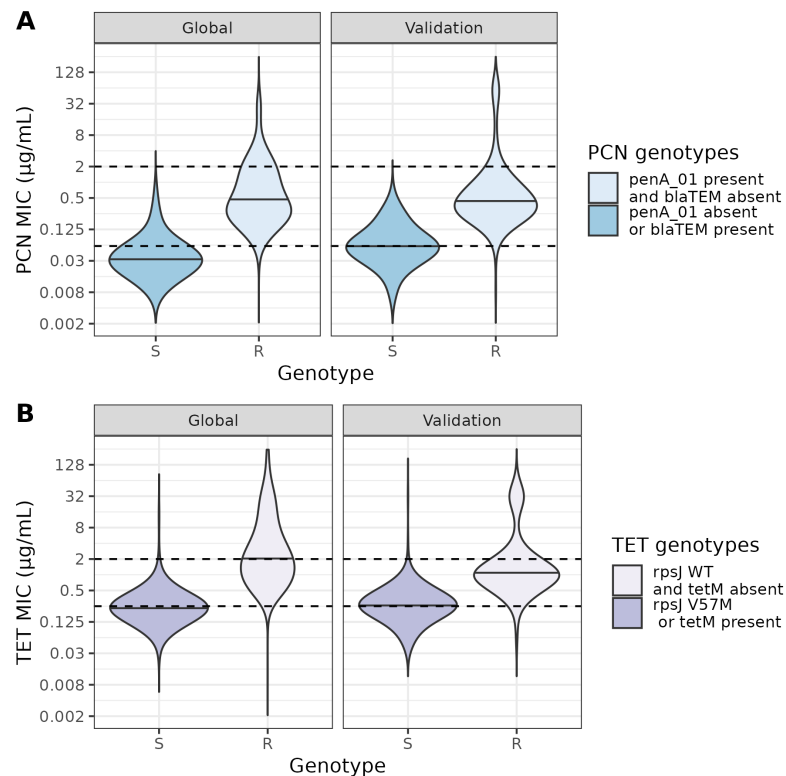 A
Global
Validation
128
32
8
2
0.5
0.125
0.03
0.008
0.002
PCN MIC (µg/mL)
S
R
S
R
Genotype
PCN genotypes
penA_01 present
and blaTEM absent
penA_01 absent
or blaTEM present
B
Global
Validation
128
32
8
2
0.5
0.125
0.03
0.008
0.002
TET MIC (µg/mL)
S
R
S
R
Genotype
TET genotypes
rpsJ WT
and tetM absent
rpsJ V57M
or tetM present